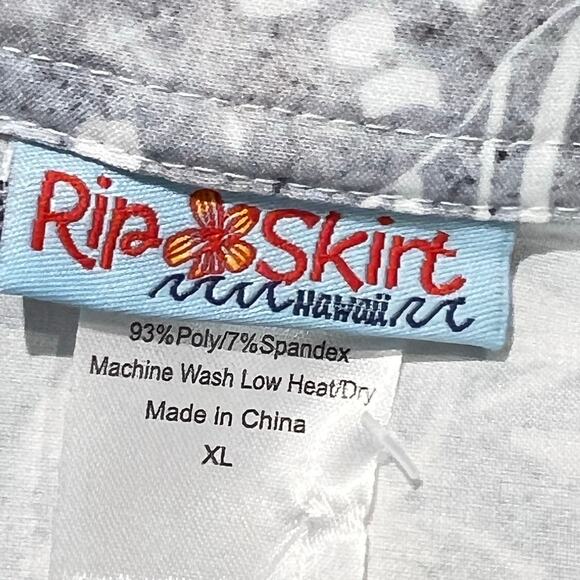 Rip Skirt
Hawaii
93%Poly/7%Spandex
Machine Wash Low Heat/Dry
Made in China
XL